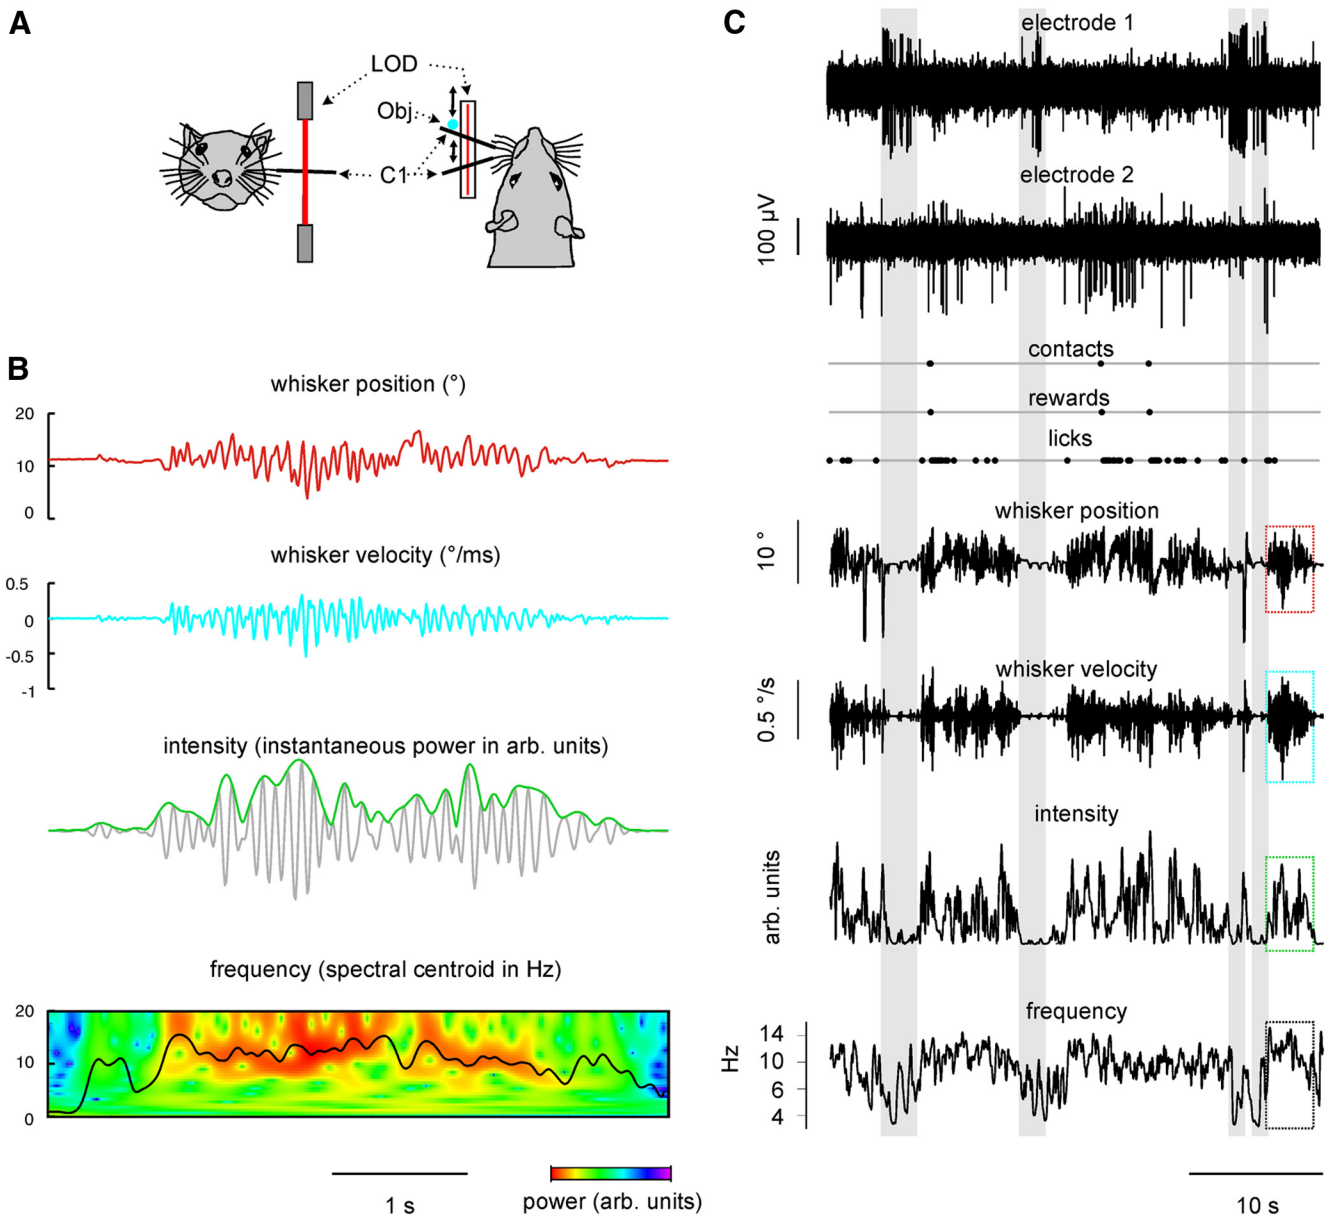 A
LOD
Obj
C1
B
whisker position (°)
20
10
0
whisker velocity (°/ms)
0.5
0
-0.5
-1
intensity (instantaneous power in arb. units)
frequency (spectral centroid in Hz)
20
10
0
1 s
power (arb. units)
C
electrode 1
electrode 2
100 µV
contacts
rewards
licks
whisker position
10 °
whisker velocity
0.5 °/s
intensity
arb. units
frequency
Hz
14
10
6
4
10 s